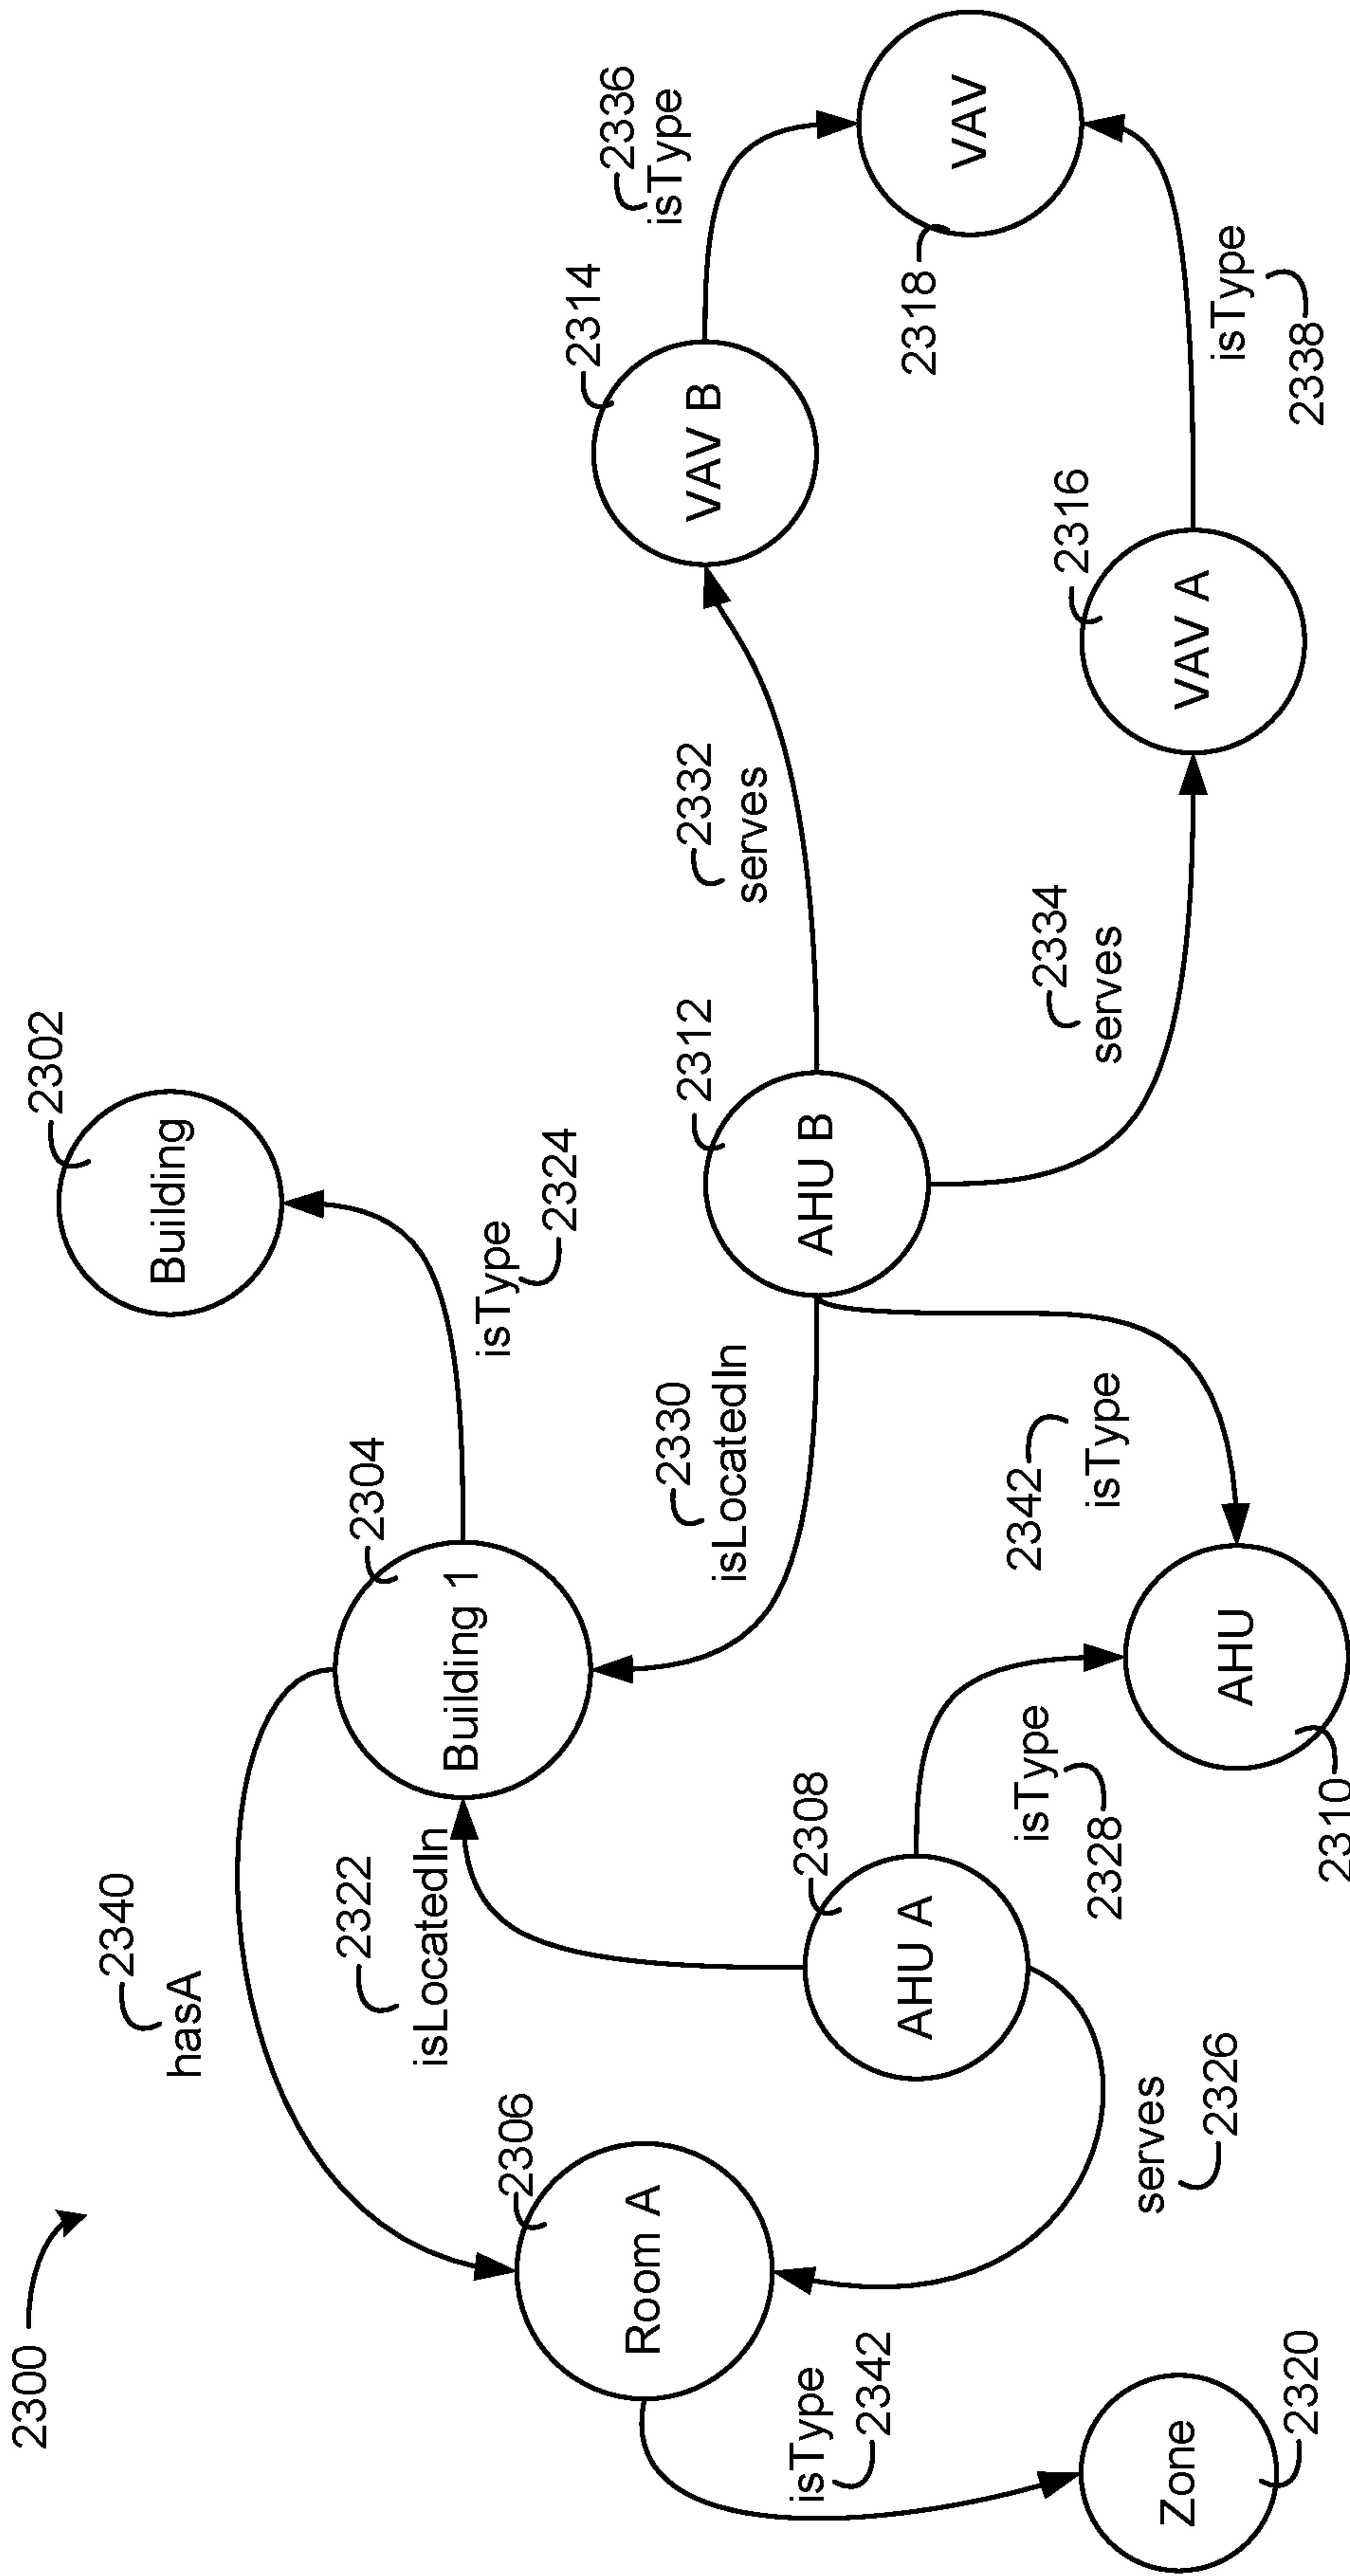 2300
2340
hasA
2302
Building
2304
Building 1
isType
2324
2322
isLocatedIn
2306
Room A
2330
isLocatedIn
2312
AHU B
2332
serves
2314
VAV B
2336
isType
2308
AHU A
2318
VAV
isType
2342
2334
serves
2316
VAV A
isType
2338
serves
2326
isType
2328
2342
isType
Zone
2320
AHU
2310